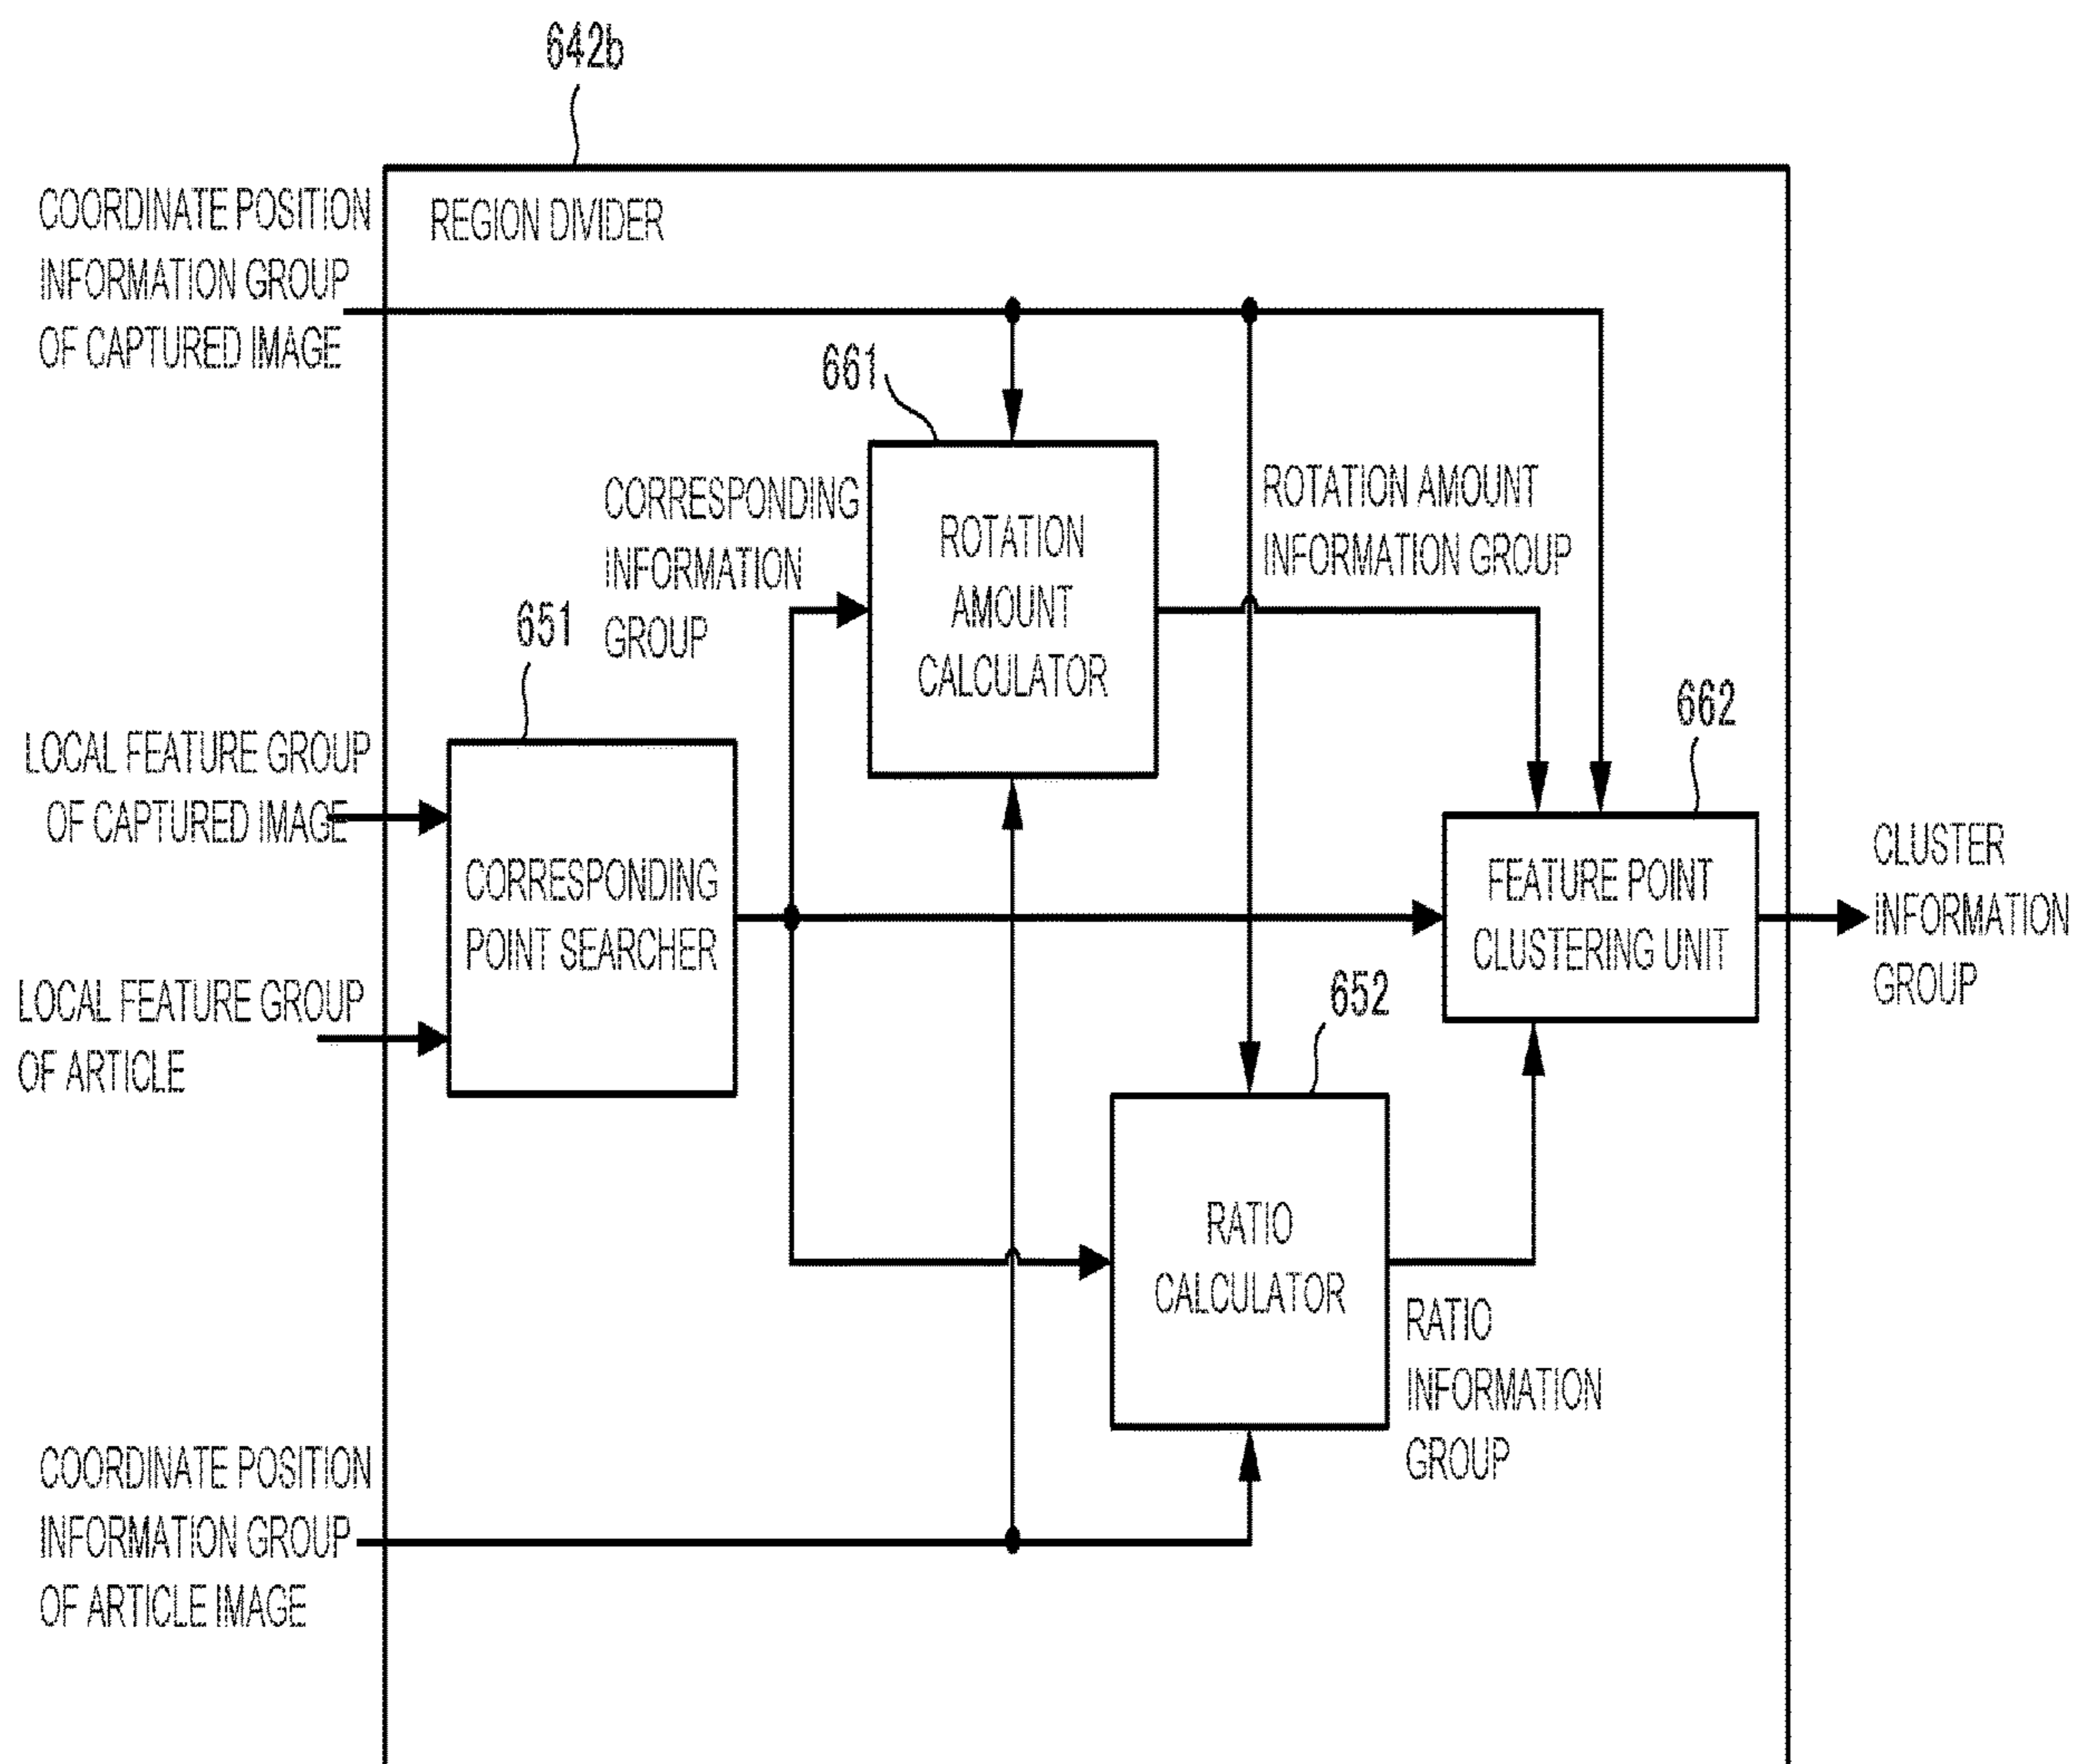 642b
COORDINATE POSITION
INFORMATION GROUP
OF CAPTURED IMAGE
REGION DIVIDER
661
CORRESPONDING
INFORMATION
GROUP
ROTATION
AMOUNT
CALCULATOR
ROTATION AMOUNT
INFORMATION GROUP
651
LOCAL FEATURE GROUP
OF CAPTURED IMAGE
LOCAL FEATURE GROUP
OF ARTICLE
CORRESPONDING
POINT SEARCHER
662
FEATURE POINT
CLUSTERING UNIT
CLUSTER
INFORMATION
GROUP
652
RATIO
CALCULATOR
RATIO
INFORMATION
GROUP
COORDINATE POSITION
INFORMATION GROUP
OF ARTICLE IMAGE